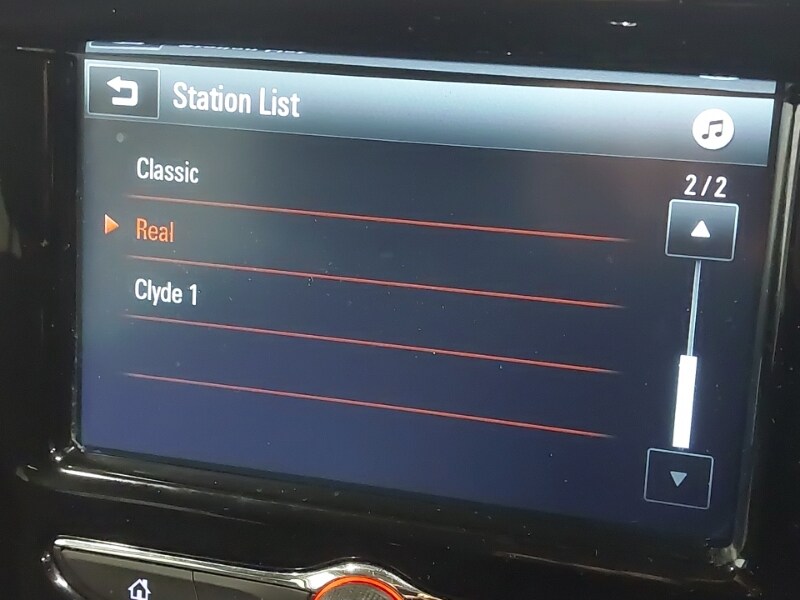 Station List
Classic
2/2
Real
Clyde 1